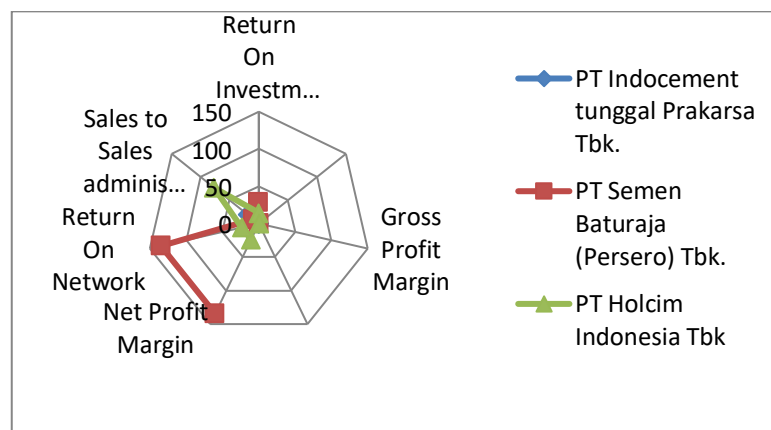 Return
On
Investm...
150
100
50
0
Sales to
Sales
adminis...
Return
On
Network
Net Profit
Margin
Gross
Profit
Margin
PT Indocement
tunggal Prakarsa
Tbk.
PT Semen
Baturaja
(Persero) Tbk.
PT Holcim
Indonesia Tbk